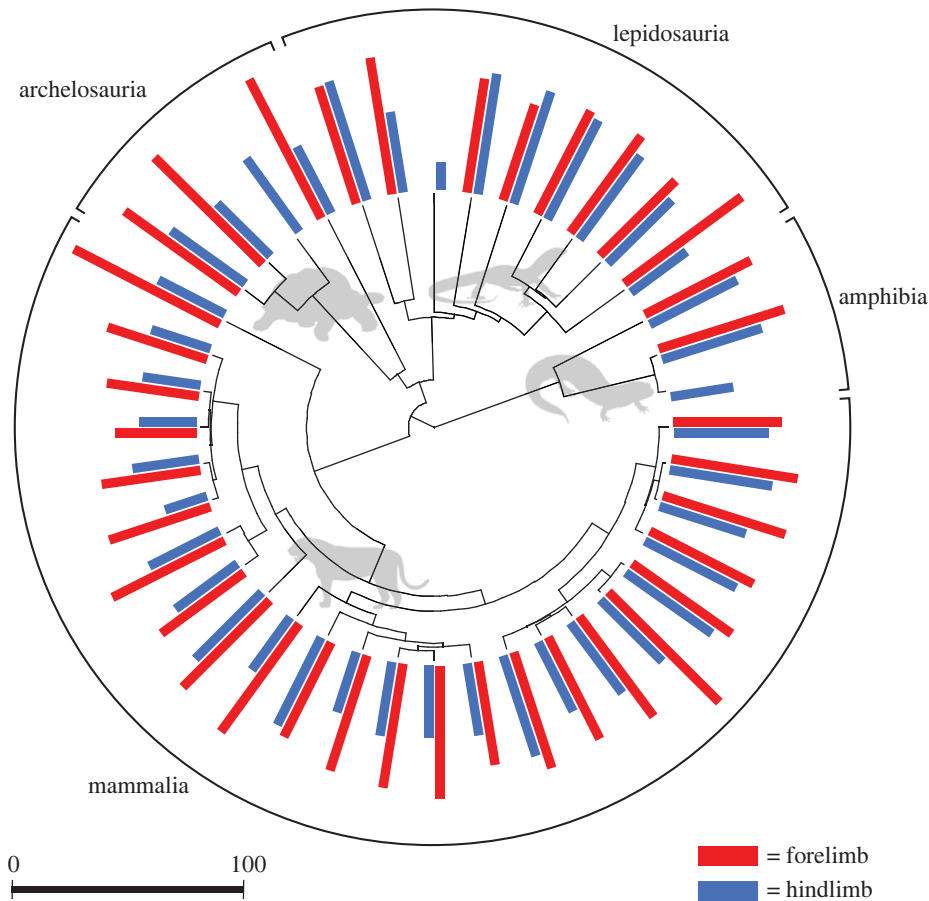 lepidosauria
archelosauria
amphibia
mammalia
0 100
= forelimb
= hindlimb